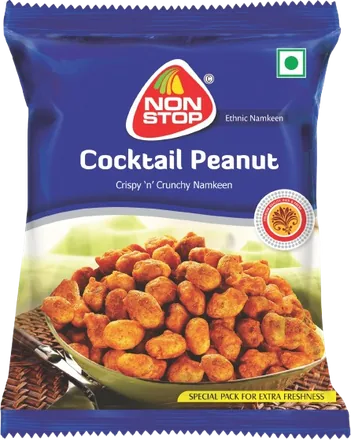 NON
STOP
©
Ethnic Namkeen
Cocktail Peanut
Crispy 'n' Crunchy Namkeen
SPECIAL PACK FOR EXTRA FRESHNESS